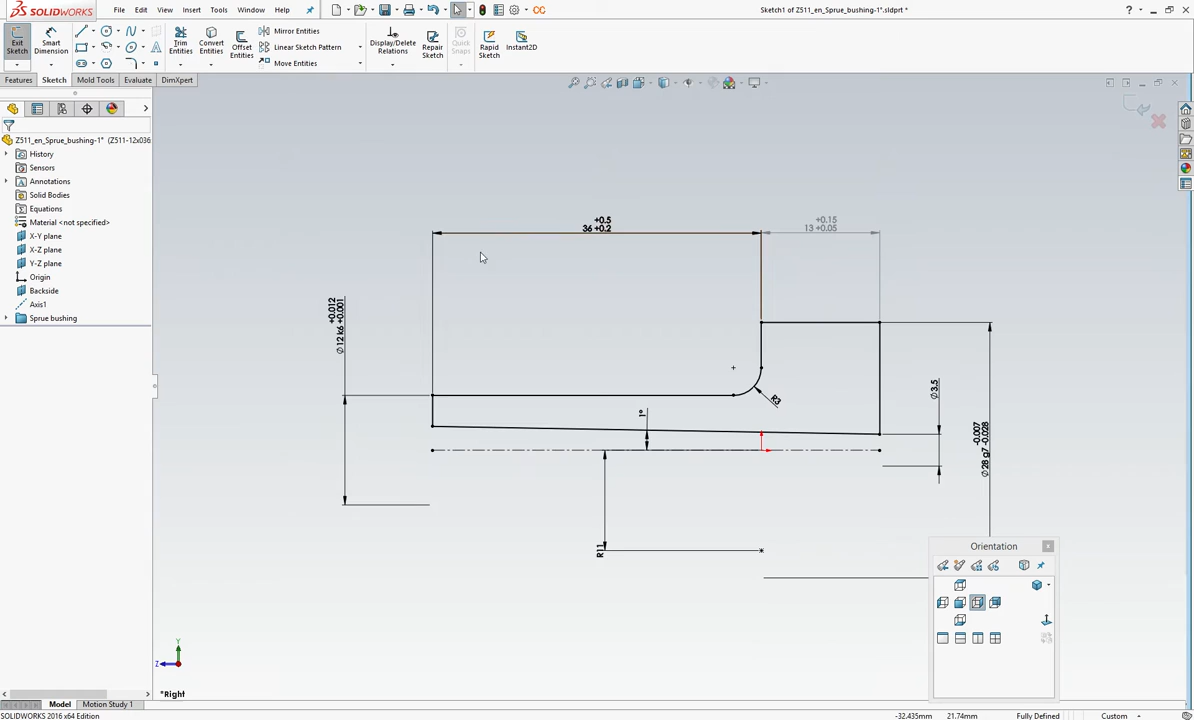 SOLIDWORKS
File Edit View Insert Tools Window Help
Sketch1 of Z511_en_Sprue_bushing-1*.sldprt *
Exit Sketch
Smart Dimension
Trim Entities
Convert Entities
Offset Entities
Mirror Entities
Linear Sketch Pattern
Move Entities
Display/Delete Relations
Repair Sketch
Quick Snaps
Rapid Sketch
Instant2D
Features Sketch Mold Tools Evaluate DimXpert
Z511_en_Sprue_bushing-1* (Z511-12x036
History
Sensors
Annotations
Solid Bodies
Equations
Material <not specified>
X-Y plane
X-Z plane
Y-Z plane
Origin
Backside
Axis1
Sprue bushing
+0.5
36 +0.2
+0.15
13 +0.05
+0.012
∅12 k6 +0.001
R3
1°
∅3.5
-0.007
∅28 g7 -0.028
R11
Orientation
Y
Z
*Right
Model Motion Study 1
SOLIDWORKS 2016 x64 Edition
-32.435mm 21.74mm Fully Defined Custom